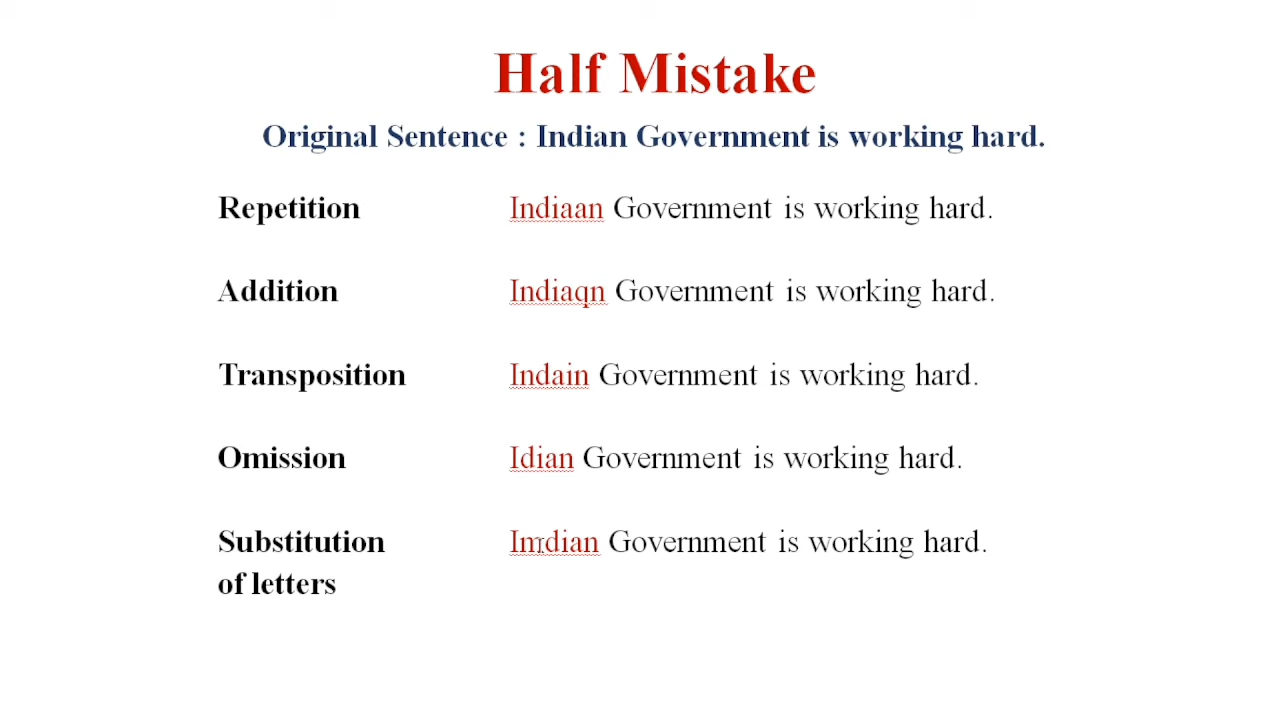 Half Mistake
Original Sentence : Indian Government is working hard.
Repetition Indiaan Government is working hard.
Addition Indiaqn Government is working hard.
Transposition Indain Government is working hard.
Omission Idian Government is working hard.
Substitution Imdian Government is working hard.
of letters